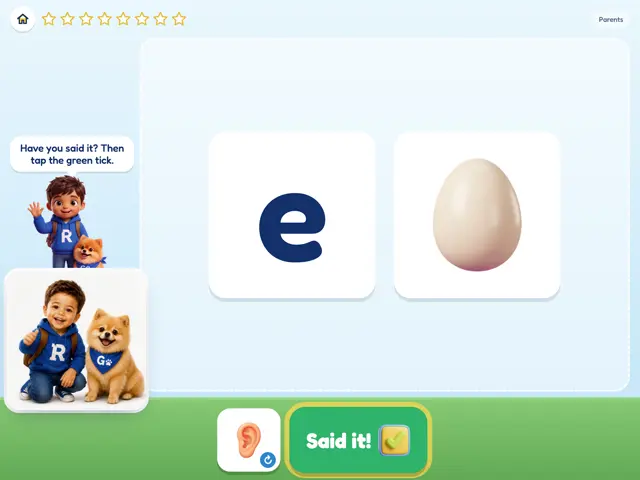 Parents
Have you said it? Then
tap the green tick.
e
R
R
G
Said it!